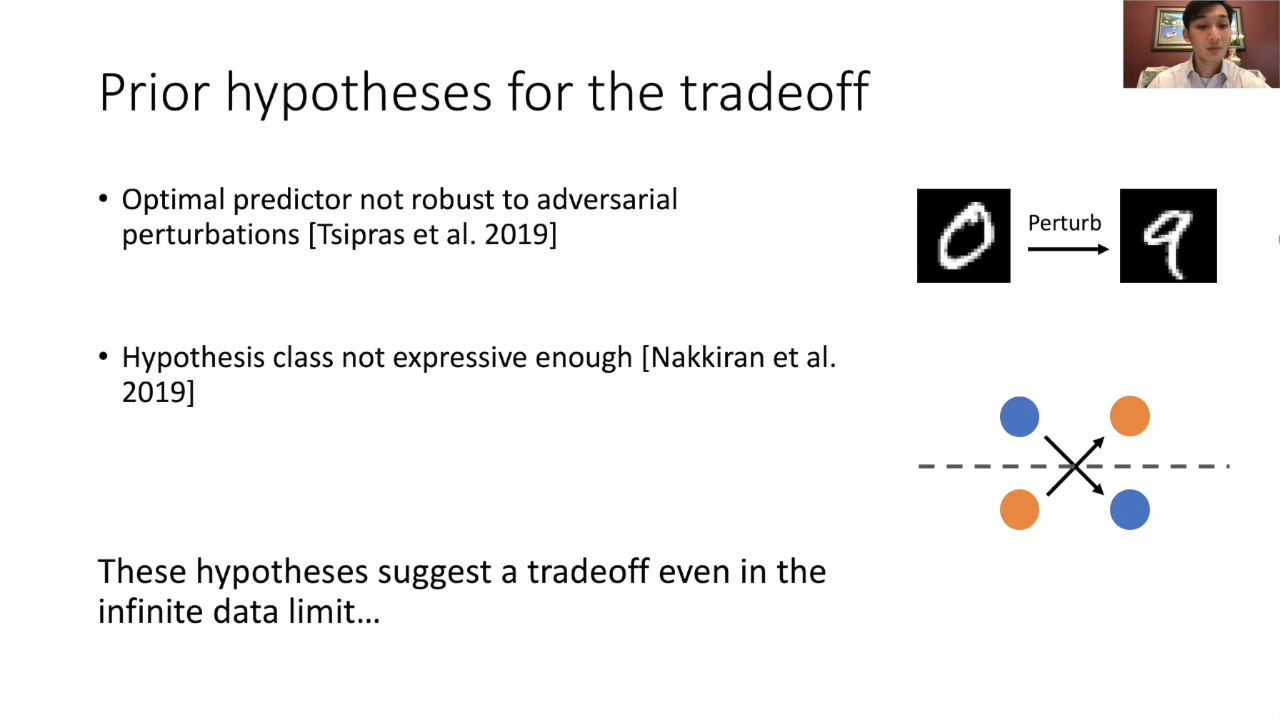 Prior hypotheses for the tradeoff
• Optimal predictor not robust to adversarial
perturbations [Tsipras et al. 2019]
Perturb
• Hypothesis class not expressive enough [Nakkiran et al.
2019]
These hypotheses suggest a tradeoff even in the
infinite data limit…